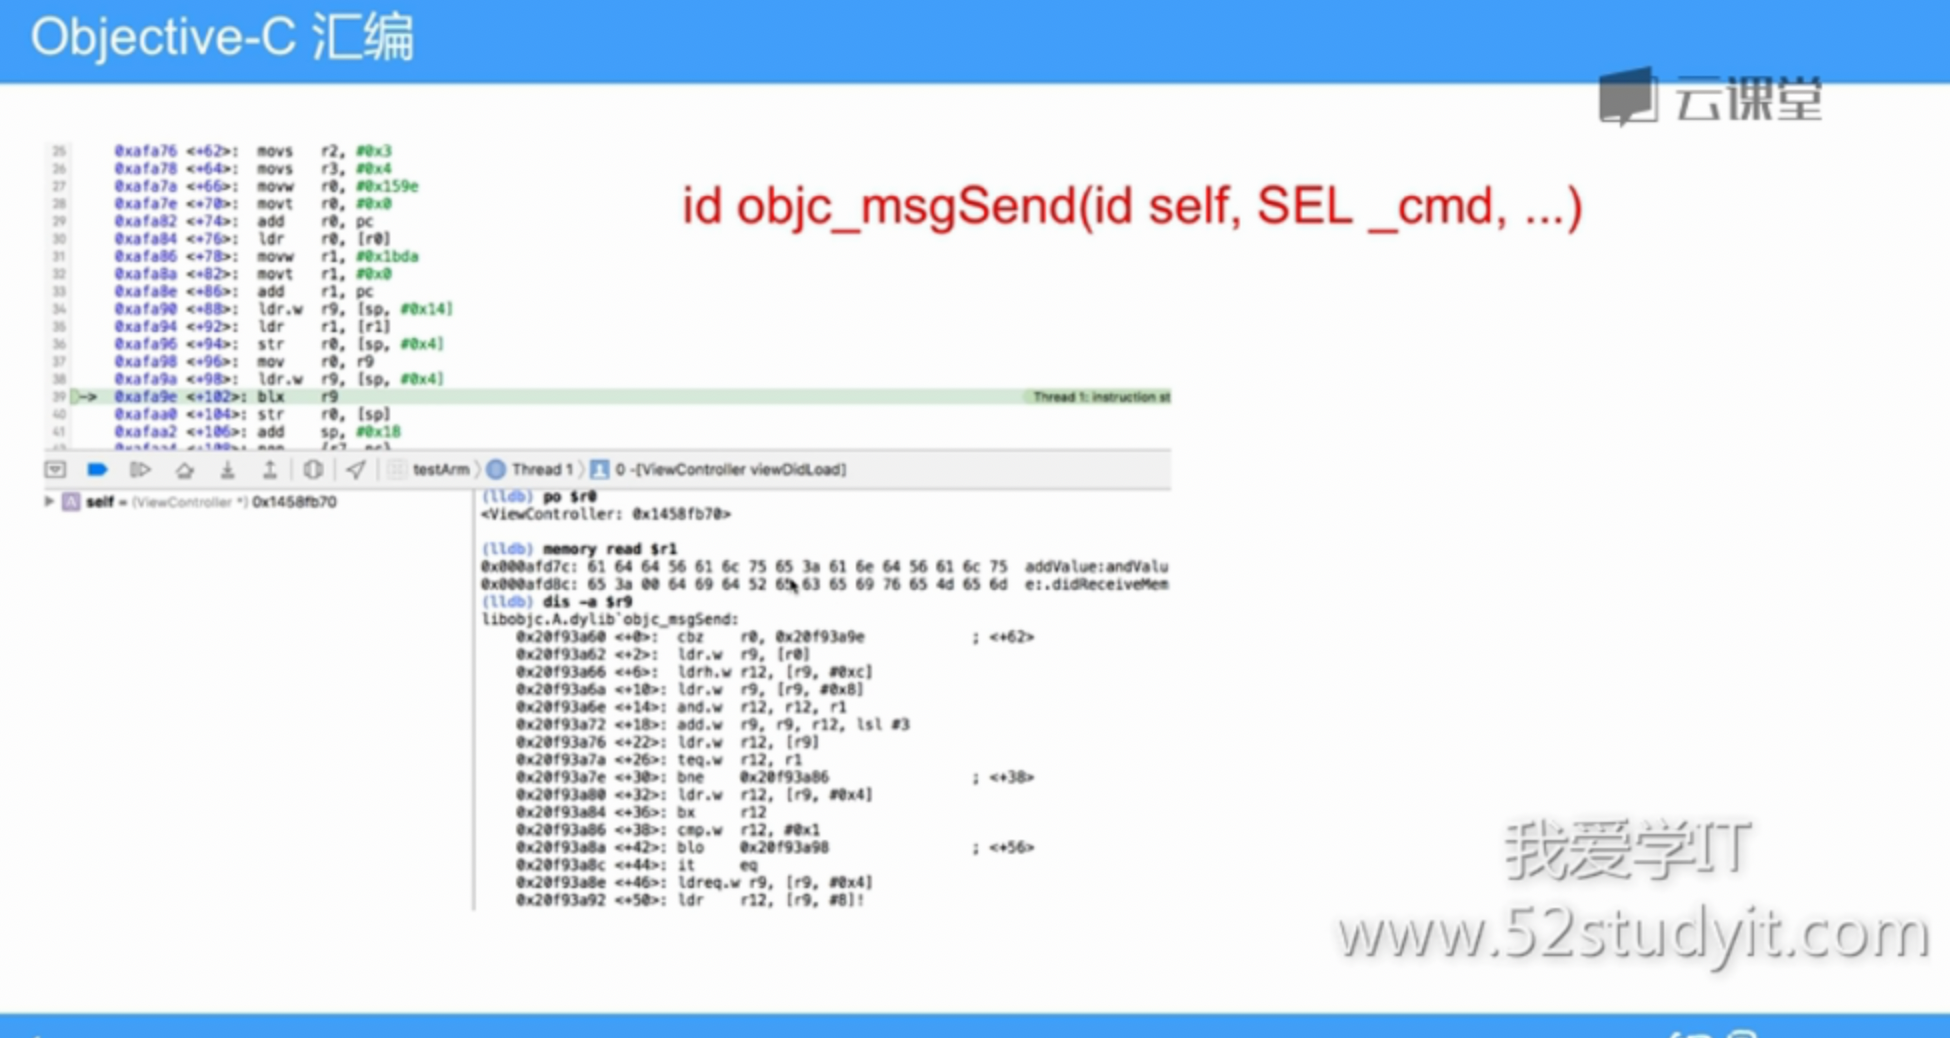 Objective-C 汇编
云课堂
25 0xafa76 <+62>: movs r2, #0x3
26 0xafa78 <+64>: movs r3, #0x4
27 0xafa7a <+66>: movw r0, #0x159e
28 0xafa7e <+70>: movt r0, #0x0
29 0xafa82 <+74>: add r0, pc
30 0xafa84 <+76>: ldr r0, [r0]
31 0xafa86 <+78>: movw r1, #0x1bda
32 0xafa8a <+82>: movt r1, #0x0
33 0xafa8e <+86>: add r1, pc
34 0xafa90 <+88>: ldr.w r9, [sp, #0x14]
35 0xafa94 <+92>: ldr r1, [r1]
36 0xafa96 <+94>: str r0, [sp, #0x4]
37 0xafa98 <+96>: mov r0, r9
38 0xafa9a <+98>: ldr.w r9, [sp, #0x4]
39 -> 0xafa9e <+102>: blx r9 Thread 1: instruction st
40 0xafaa0 <+104>: str r0, [sp]
41 0xafaa2 <+106>: add sp, #0x18
id objc_msgSend(id self, SEL _cmd, ...)
testArm Thread 1 0 -[ViewController viewDidLoad]
self = (ViewController *) 0x1458fb70
(lldb) po $r0
<ViewController: 0x1458fb70>
(lldb) memory read $r1
0x000afd7c: 61 64 64 56 61 6c 75 65 3a 61 6e 64 56 61 6c 75 addValue:andValu
0x000afd8c: 65 3a 00 64 69 64 52 65 63 65 69 76 65 4d 65 6d e:.didReceiveMem
(lldb) dis -a $r9
libobjc.A.dylib`objc_msgSend:
0x20f93a60 <+0>: cbz r0, 0x20f93a9e ; <+62>
0x20f93a62 <+2>: ldr.w r9, [r0]
0x20f93a66 <+6>: ldrh.w r12, [r9, #0xc]
0x20f93a6a <+10>: ldr.w r9, [r9, #0x8]
0x20f93a6e <+14>: and.w r12, r12, r1
0x20f93a72 <+18>: add.w r9, r9, r12, lsl #3
0x20f93a76 <+22>: ldr.w r12, [r9]
0x20f93a7a <+26>: teq.w r12, r1
0x20f93a7e <+30>: bne 0x20f93a86 ; <+38>
0x20f93a80 <+32>: ldr.w r12, [r9, #0x4]
0x20f93a84 <+36>: bx r12
0x20f93a86 <+38>: cmp.w r12, #0x1
0x20f93a8a <+42>: blo 0x20f93a98 ; <+56>
0x20f93a8c <+44>: it eq
0x20f93a8e <+46>: ldreq.w r9, [r9, #0x4]
0x20f93a92 <+50>: ldr r12, [r9, #8]!
我爱学IT
www.52studyit.com